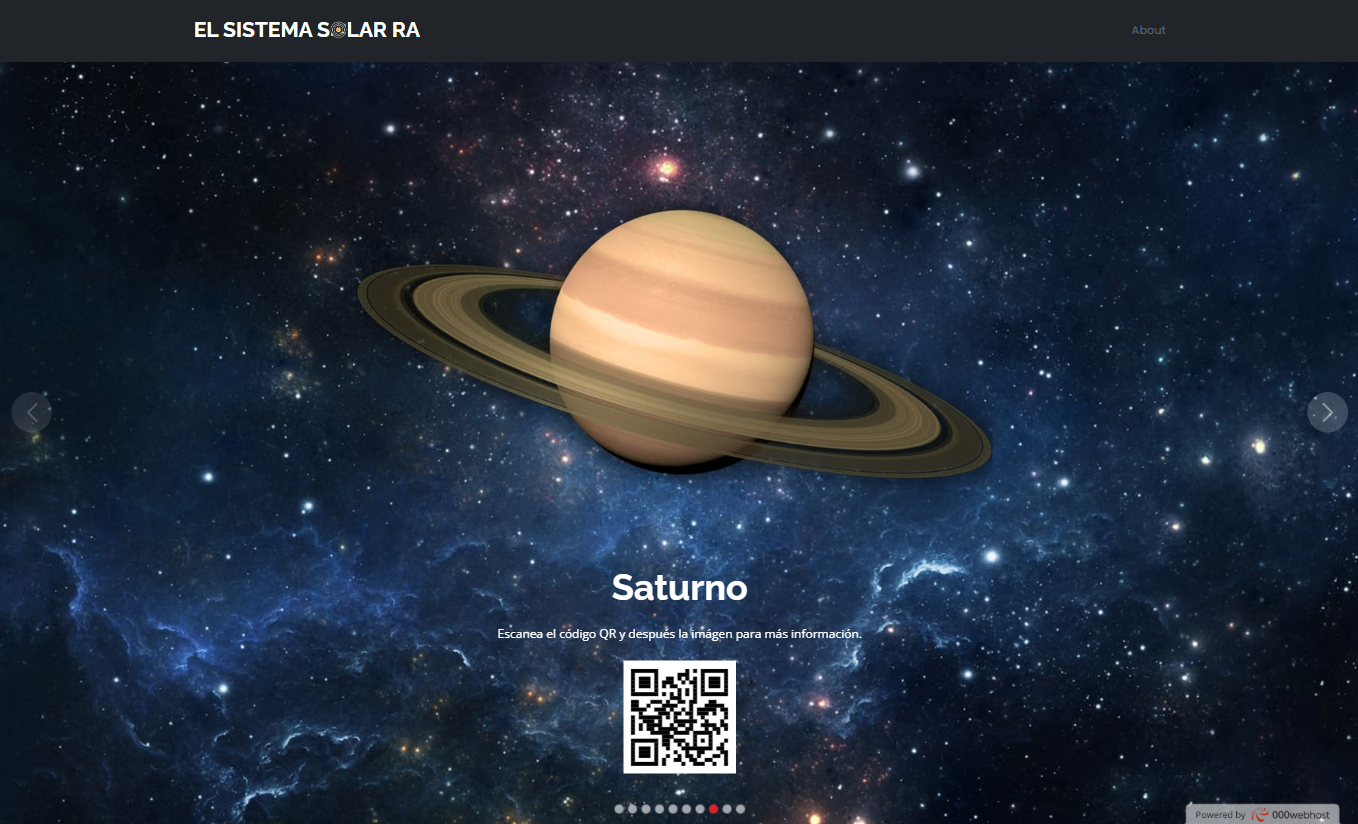 EL SISTEMA SOLAR RA
About
Saturno
Escanea el código QR y después la imágen para más información.
Powered by 000webhost